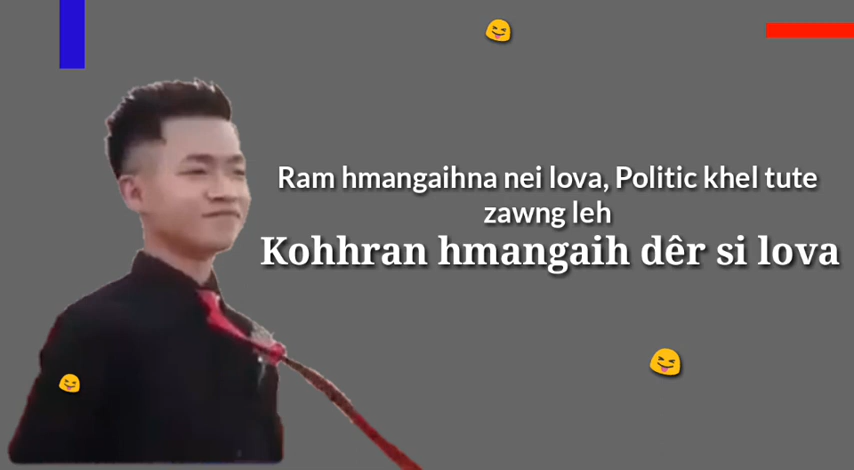 Ram hmangaihna nei lova, Politic khel tute
zawng leh
Kohhran hmangaih dêr si lova